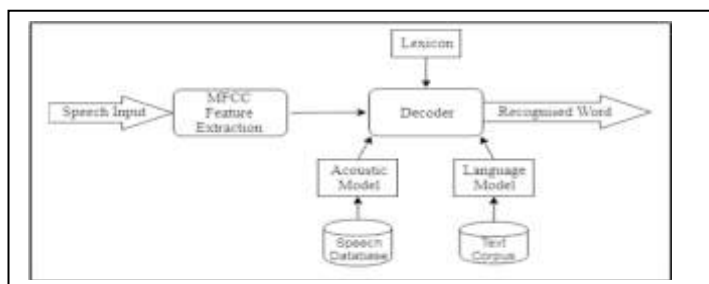 Lexicon
Speech Input
MFCC
Feature
Extraction
Decoder
Recognised Word
Acoustic
Model
Language
Model
Speech
Database
Text
Corpus